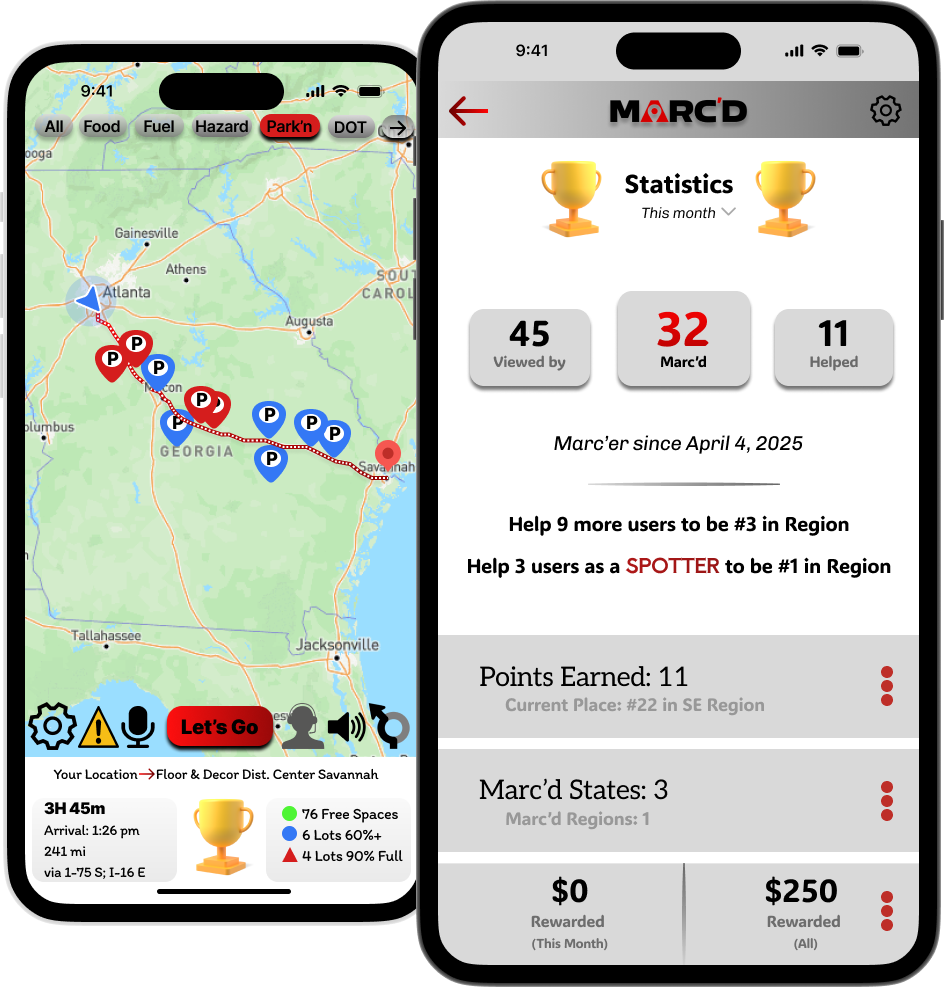 9:41
All Food Fuel Hazard Park'n DOT
ooga
Gainesville
Athens
SOUT
CAROL
Atlanta
Augusta
P
P
P
Macon
P
P
P
P
P
olumbus
P
GEORGIA
P
Savannah
Tallahassee
Jacksonville
Let's Go
Your Location Floor & Decor Dist. Center Savannah
3H 45m
Arrival: 1:26 pm
241 mi
via 1-75 S; I-16 E
76 Free Spaces
6 Lots 60%+
4 Lots 90% Full
9:41
MARC'D
Statistics
This month
45
Viewed by
32
Marc'd
11
Helped
Marc'er since April 4, 2025
Help 9 more users to be #3 in Region
Help 3 users as a SPOTTER to be #1 in Region
Points Earned: 11
Current Place: #22 in SE Region
Marc'd States: 3
Marc'd Regions: 1
$0
Rewarded
(This Month)
$250
Rewarded
(All)